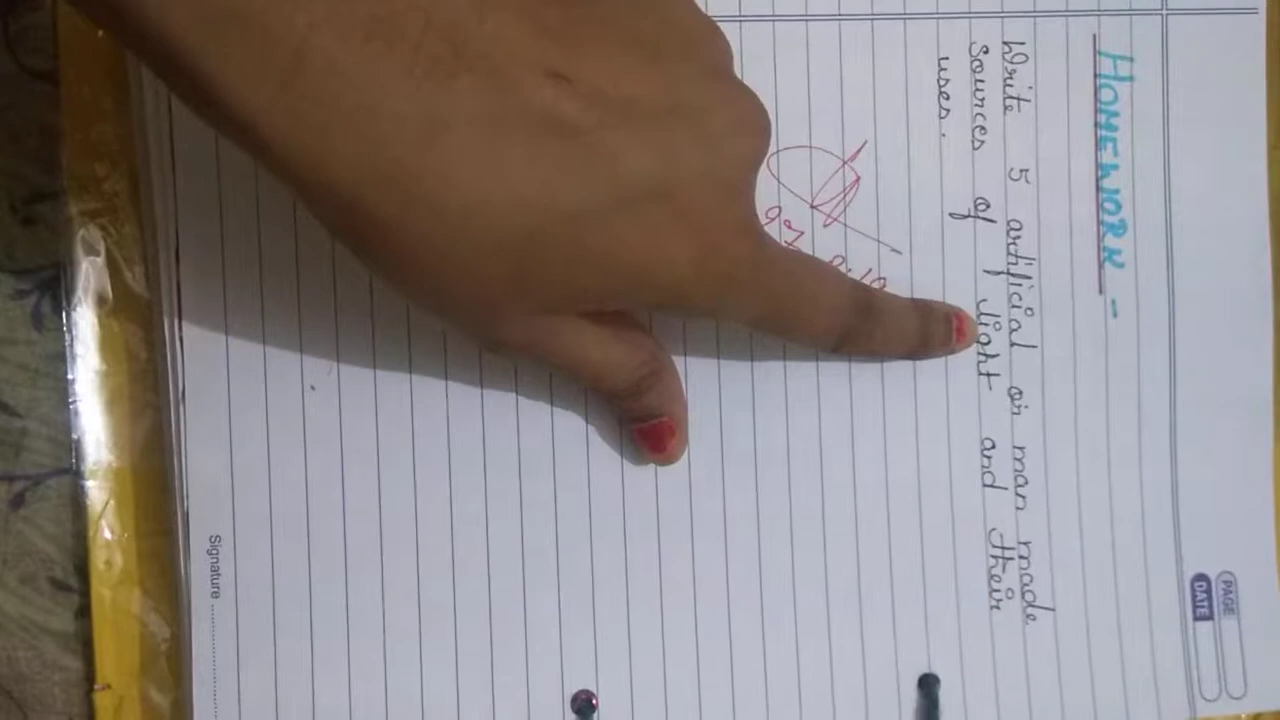 PAGE
DATE
HOMEWORK -
Write 5 artificial or man made
sources of light and their
uses.
Signature ....................